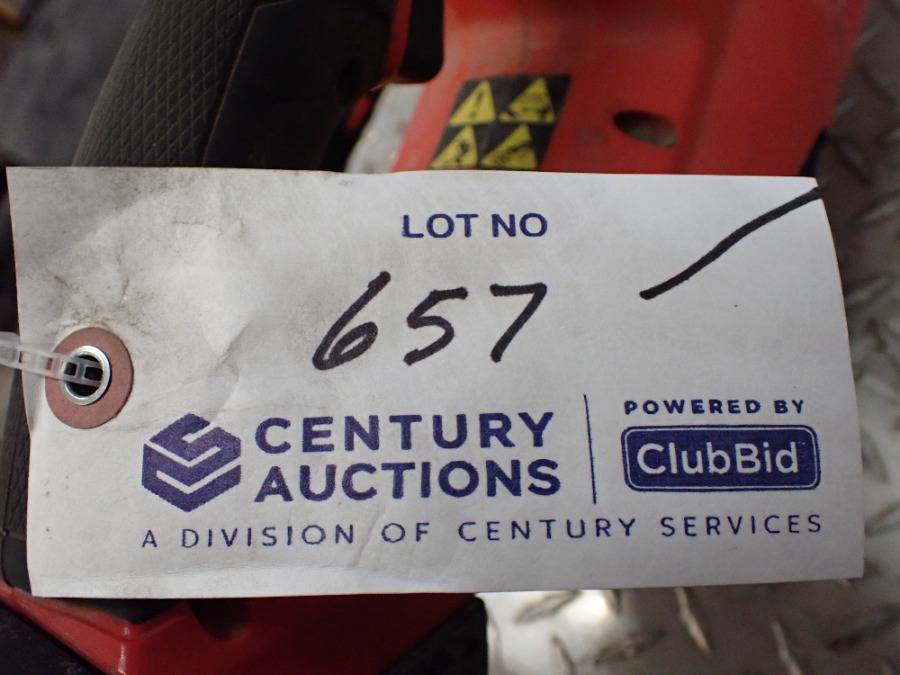 LOT NO
657
CENTURY
AUCTIONS
POWERED BY
ClubBid
A DIVISION OF CENTURY SERVICES